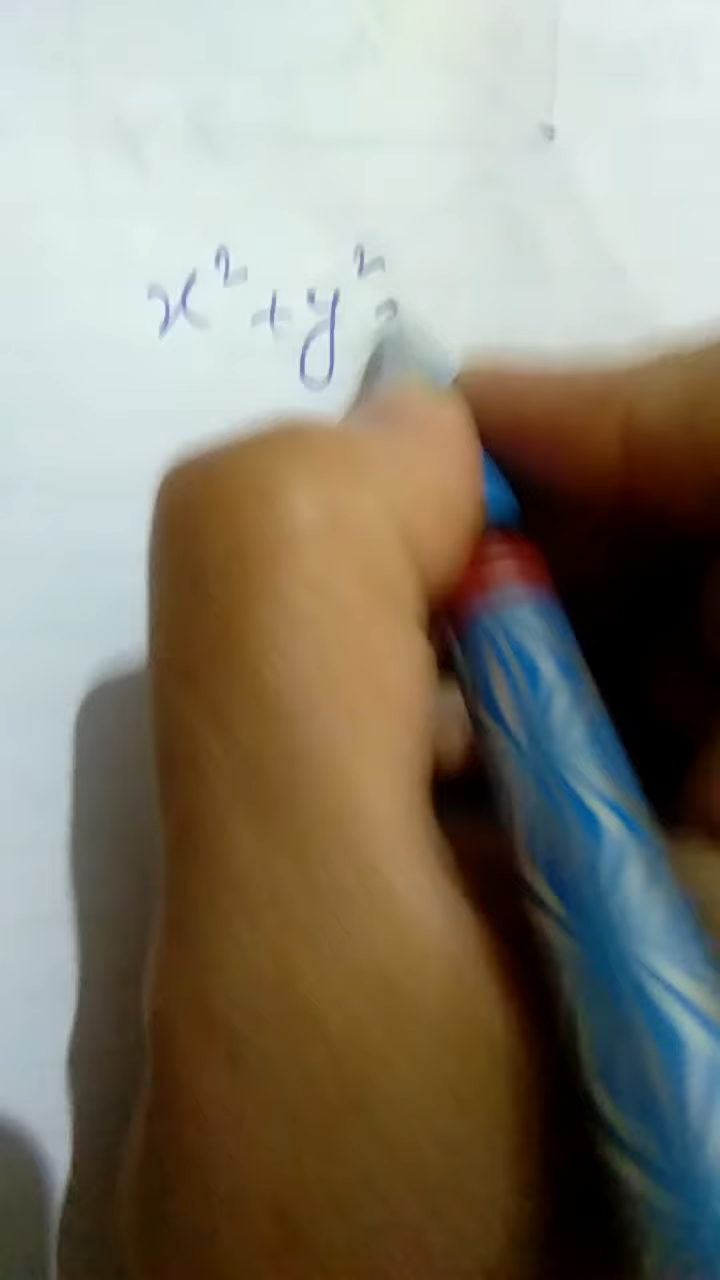 x² + y²